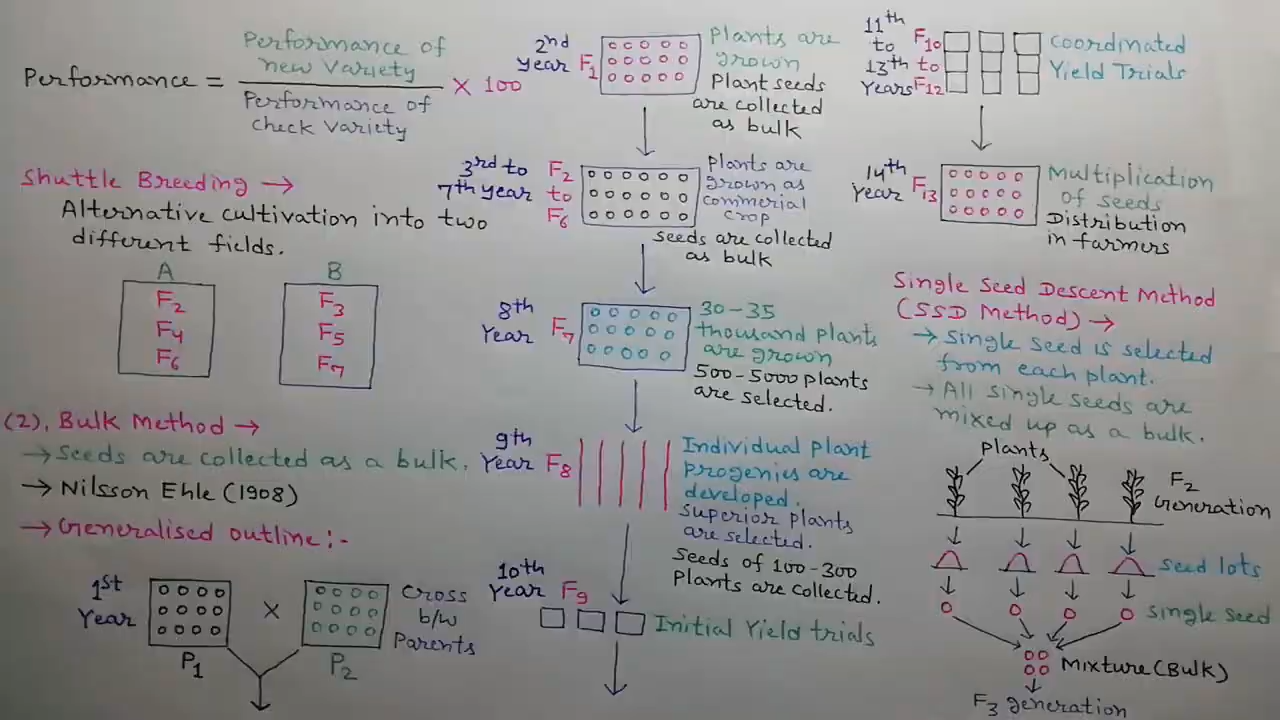 Performance = Performance of new variety / Performance of check variety × 100
Shuttle Breeding →
Alternative cultivation into two
different fields.
A B
F2 F3
F4 F5
F6 F7
(2). Bulk Method →
→ Seeds are collected as a bulk.
→ Nilsson Ehle (1908)
→ Generalised outline :-
1st
Year
P1
×
P2
Cross
b/w
Parents
2nd
year F1
Plants are
grown
Plant seeds
are collected
as bulk
3rd to
7th year
F2
to
F6
Plants are
grown as
commerial
crop
seeds are collected
as bulk
8th
Year F7
30-35
thousand plants
are grown
500-5000 plants
are selected.
9th
Year F8
Individual plant
progenies are
developed.
superior plants
are selected.
seeds of 100-300
plants are collected.
10th
Year F9
Initial Yield trials
11th
to
13th
Years
F10
to
F12
coordinated
Yield Trials
14th
Year F13
Multiplication
of seeds
Distribution
in farmers
Single Seed Descent Method
(SSD Method) →
→ Single seed is selected
from each plant.
→ All single seeds are
mixed up as a bulk.
plants
F2
Generation
seed lots
single seed
Mixture (Bulk)
F3 generation